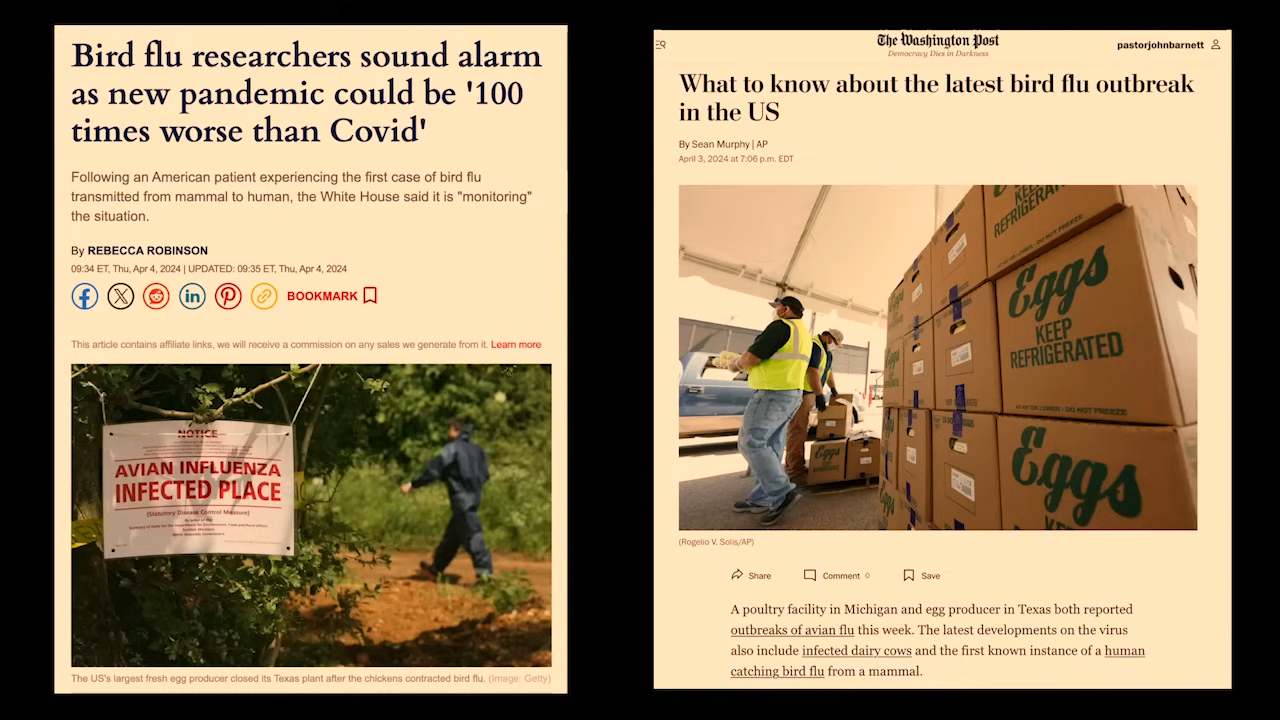 Bird flu researchers sound alarm
as new pandemic could be '100
times worse than Covid'
Following an American patient experiencing the first case of bird flu
transmitted from mammal to human, the White House said it is "monitoring"
the situation.
By REBECCA ROBINSON
09:34 ET, Thu, Apr 4, 2024 | UPDATED: 09:35 ET, Thu, Apr 4, 2024
BOOKMARK
This article contains affiliate links, we will receive a commission on any sales we generate from it. Learn more
NOTICE
AVIAN INFLUENZA
INFECTED PLACE
(Statutory Disease Control Measure)
The US's largest fresh egg producer closed its Texas plant after the chickens contracted bird flu. (Image: Getty)
The Washington Post
Democracy Dies in Darkness
pastorjohnbarnett
What to know about the latest bird flu outbreak
in the US
By Sean Murphy | AP
April 3, 2024 at 7:06 p.m. EDT
KEEP
REFRIGERATED
Eggs
KEEP
REFRIGERATED
Eggs
Eggs
(Rogelio V. Solis/AP)
Share
Comment 0
Save
A poultry facility in Michigan and egg producer in Texas both reported
outbreaks of avian flu this week. The latest developments on the virus
also include infected dairy cows and the first known instance of a human
catching bird flu from a mammal.